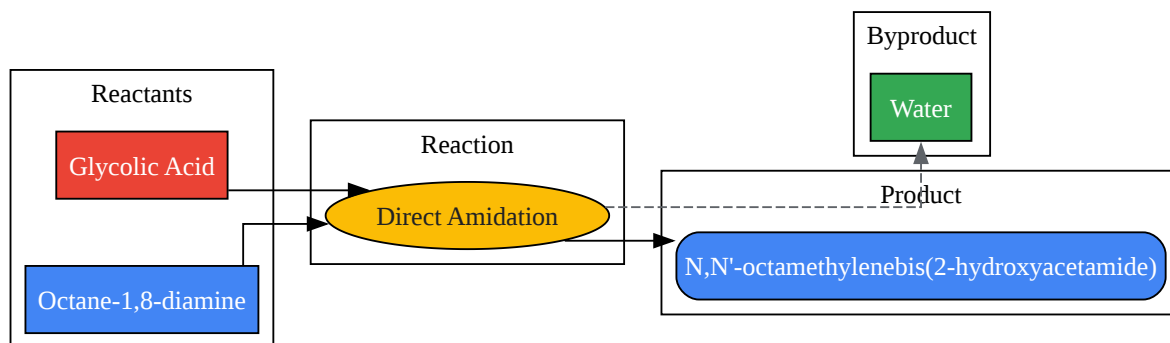 Reactants
Glycolic Acid
Octane-1,8-diamine
Reaction
Direct Amidation
Byproduct
Water
Product
N,N'-octamethylenebis(2-hydroxyacetamide)